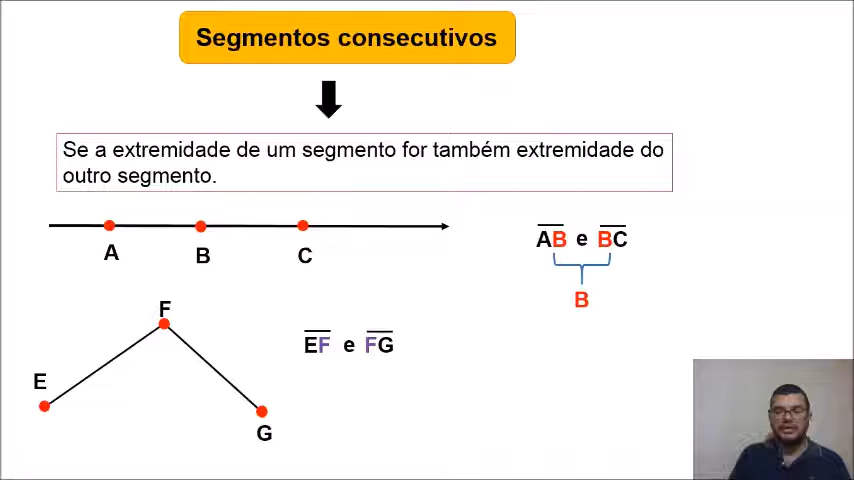 Segmentos consecutivos
Se a extremidade de um segmento for também extremidade do
outro segmento.
A B C
AB e BC
B
F
E
G
EF e FG